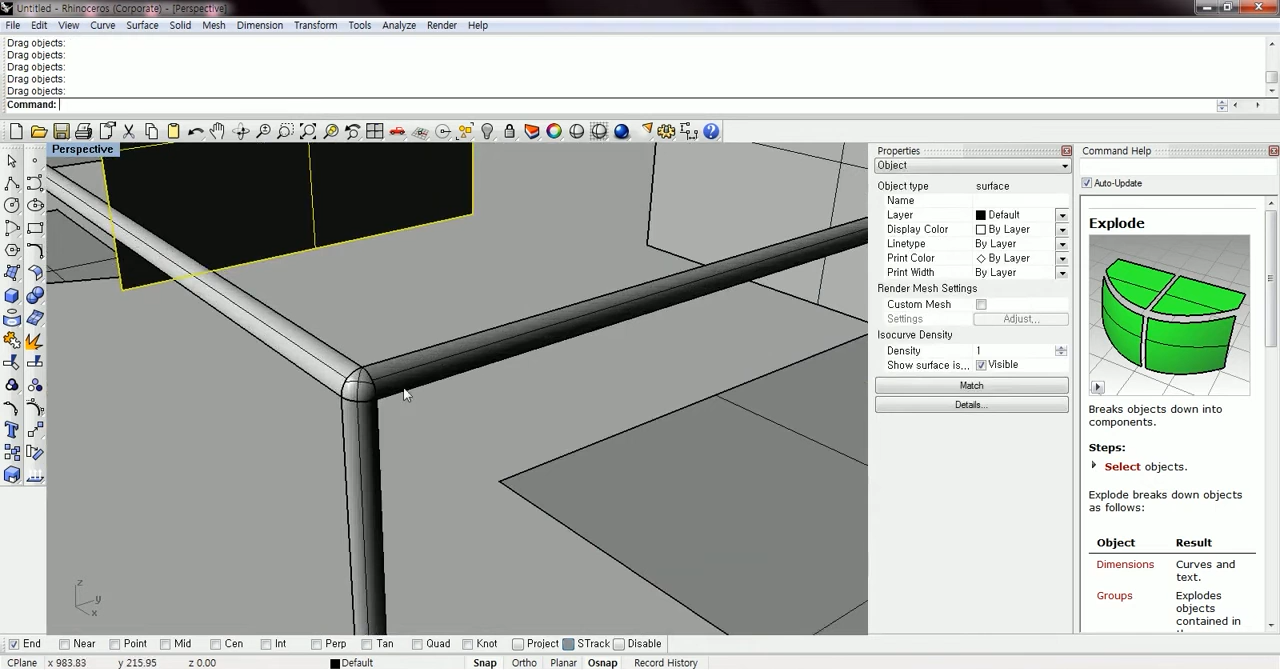 Untitled - Rhinoceros (Corporate) - [Perspective]
File Edit View Curve Surface Solid Mesh Dimension Transform Tools Analyze Render Help
Drag objects:
Drag objects:
Drag objects:
Drag objects:
Drag objects:
Command:
Perspective
Properties
Object
Object type surface
Name
Layer Default
Display Color By Layer
Linetype By Layer
Print Color By Layer
Print Width By Layer
Render Mesh Settings
Custom Mesh
Settings Adjust...
Isocurve Density
Density 1
Show surface is... Visible
Match
Details...
Command Help
Auto-Update
Explode
Breaks objects down into
components.
Steps:
Select objects.
Explode breaks down objects
as follows:
Object Result
Dimensions Curves and
text.
Groups Explodes
objects
contained in
z
y
x
End Near Point Mid Cen Int Perp Tan Quad Knot Project STrack Disable
CPlane x 983.83 y 215.95 z 0.00 Default Snap Ortho Planar Osnap Record History